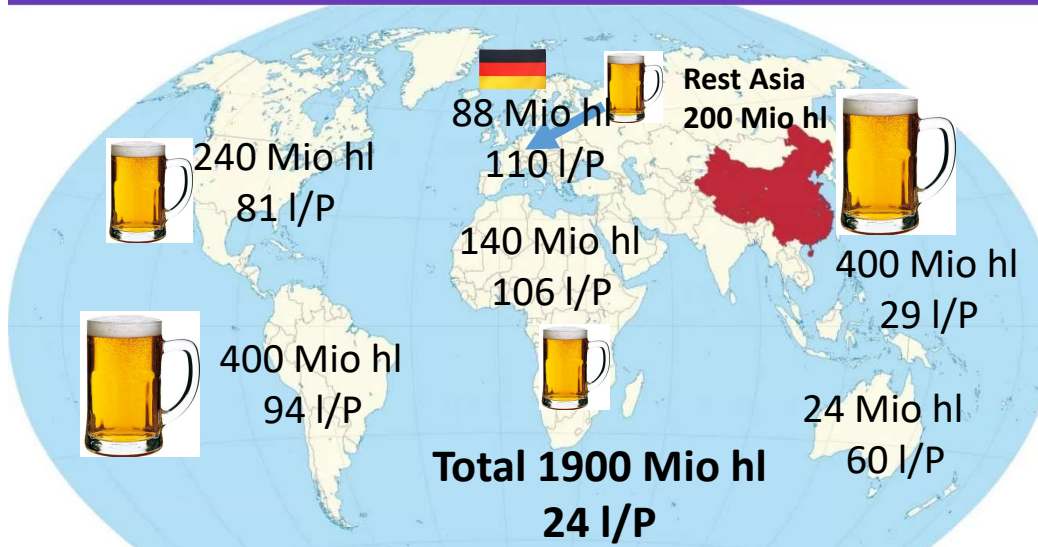 Rest Asia
200 Mio hl
88 Mio hl
110 l/P
240 Mio hl
81 l/P
140 Mio hl
106 l/P
400 Mio hl
29 l/P
400 Mio hl
94 l/P
24 Mio hl
60 l/P
Total 1900 Mio hl
24 l/P